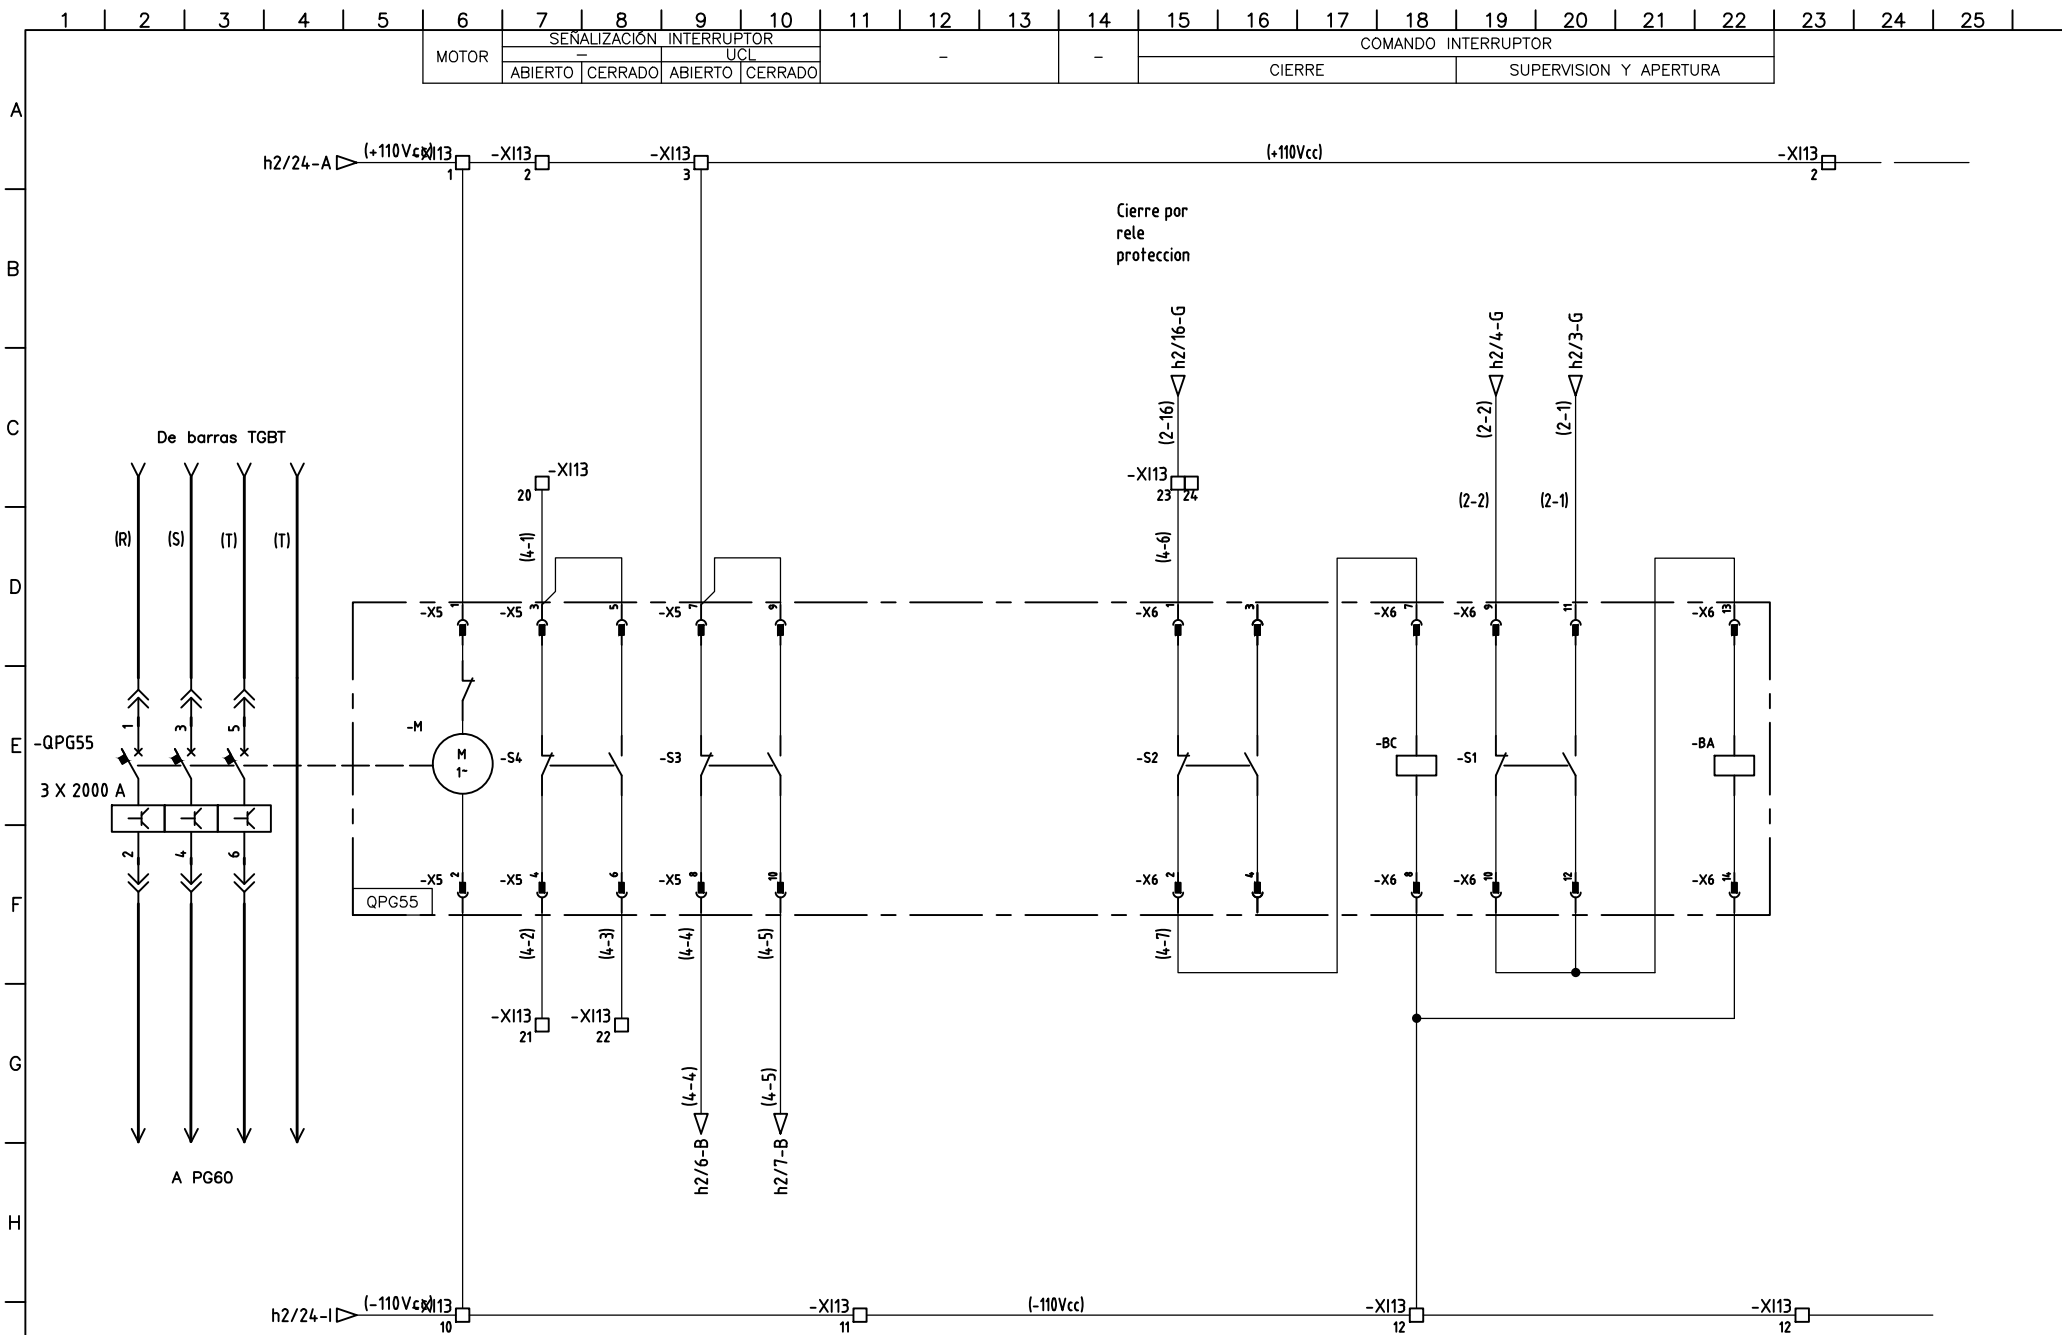 1 2 3 4 5 6 7 8 9 10 11 12 13 14 15 16 17 18 19 20 21 22 23 24 25
SEÑALIZACIÓN INTERRUPTOR
COMANDO INTERRUPTOR
MOTOR - UCL - -
ABIERTO CERRADO ABIERTO CERRADO CIERRE SUPERVISION Y APERTURA
A
h2/24-A (+110Vcc) -XI13 -XI13 -XI13 (+110Vcc) -XI13
1 2 3 2
Cierre por
rele
proteccion
B
h2/16-G h2/4-G h2/3-G
C
(2-16) (2-2) (2-1)
De barras TGBT
-XI13 -XI13
20 23 24
(2-2) (2-1)
(R) (S) (T) (T) (4-1) (4-6)
D
-X5 1 -X5 3 5 -X5 7 9 -X6 1 3 -X6 7 -X6 9 11 -X6 13
1 3 5
-M
E
-QPG55
M
1~
-S4 -S3 -S2 -BC -S1 -BA
3 X 2000 A
2 4 6
-X5 2 -X5 4 6 -X5 8 10 -X6 2 4 -X6 8 -X6 10 12 -X6 14
F
QPG55
(4-2) (4-3) (4-4) (4-5) (4-7)
-XI13 -XI13
21 22
G
(4-4) (4-5)
h2/6-B h2/7-B
A PG60
H
h2/24-I (-110Vcc) -XI13 -XI13 (-110Vcc) -XI13 -XI13
10 11 12 12